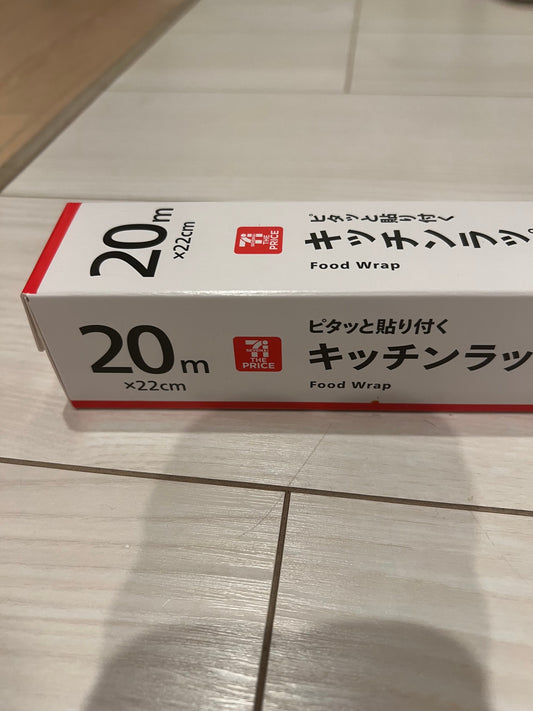 20m
×22cm
THE
PRICE
ピタッと貼り付く
キッチンラップ
Food Wrap
20m
×22cm
THE
PRICE
ピタッと貼り付く
キッチンラッ
Food Wrap